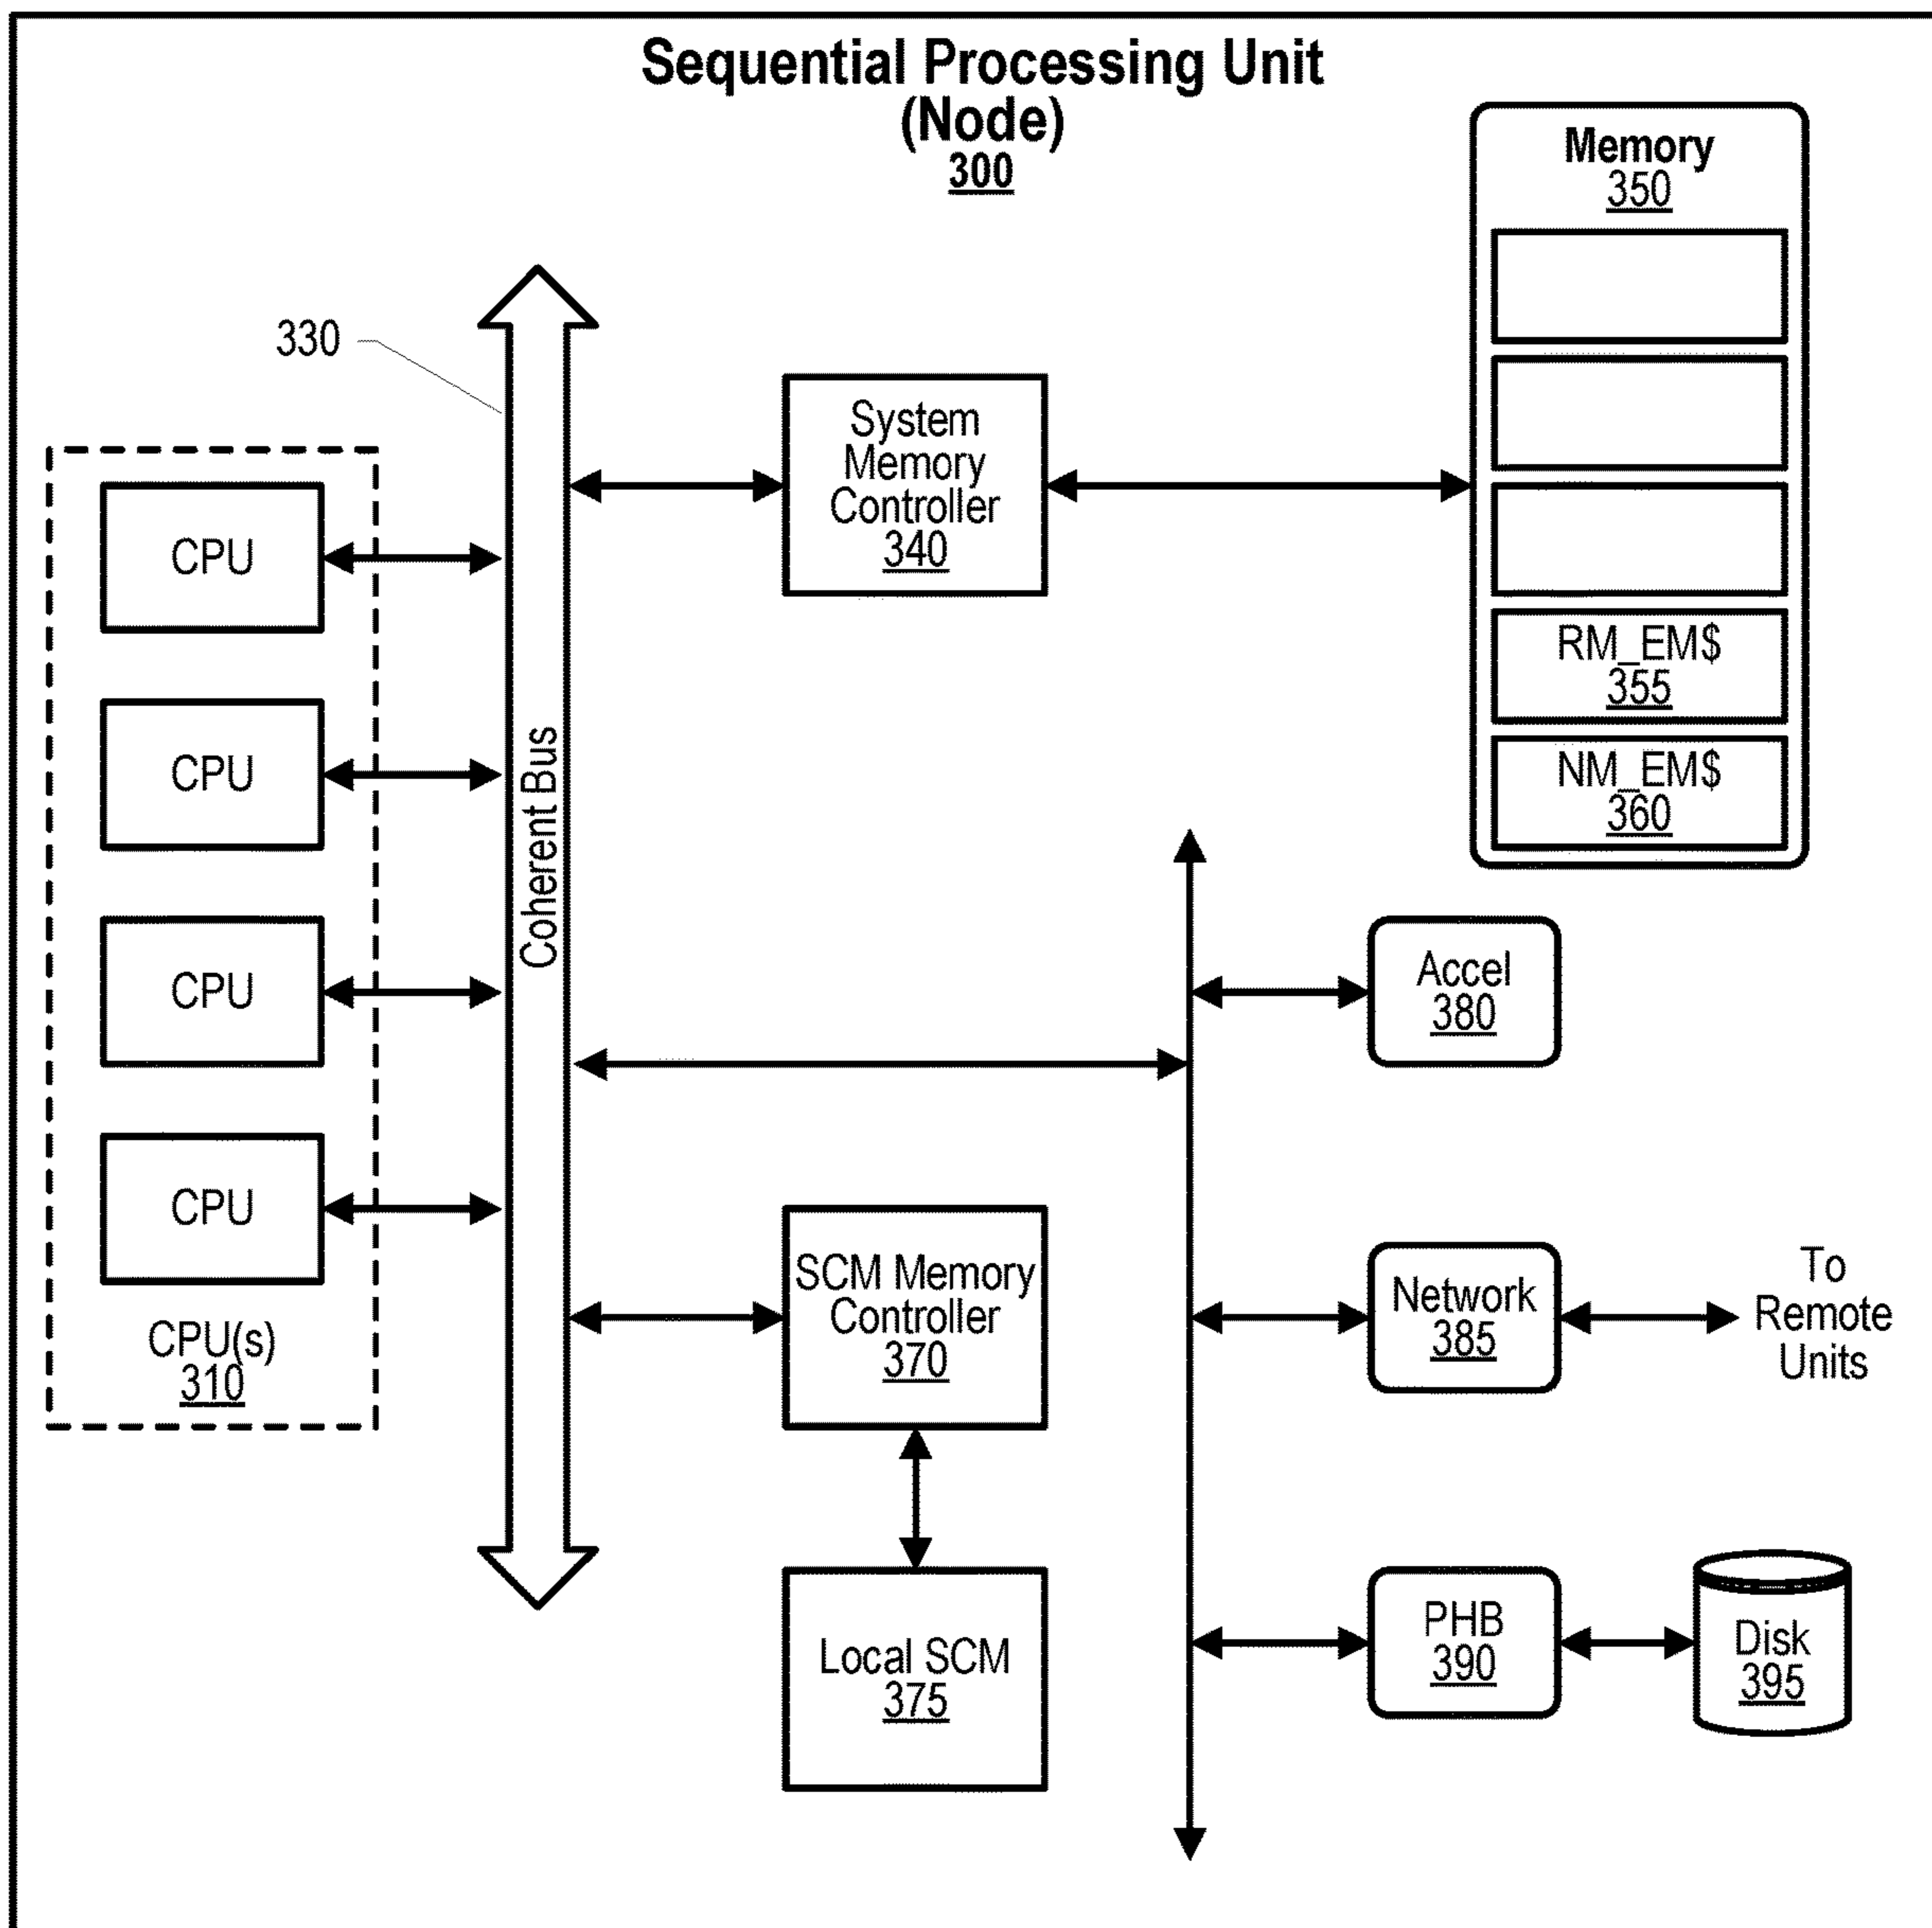 Sequential Processing Unit
(Node)
300
Memory
350
RM_EM$
355
NM_EM$
360
330
System
Memory
Controller
340
CPU
CPU
CPU
CPU
CPU(s)
310
Coherent Bus
Accel
380
SCM Memory
Controller
370
Network
385
To
Remote
Units
Local SCM
375
PHB
390
Disk
395